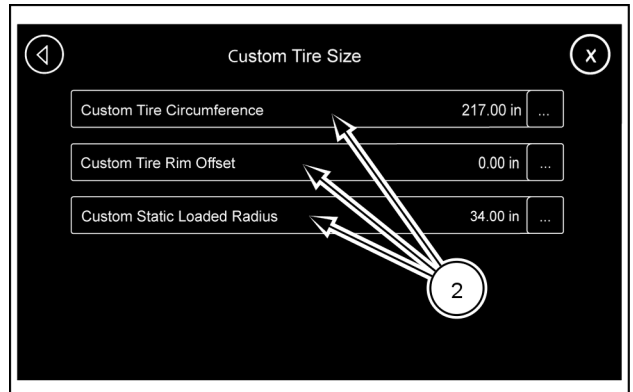 Custom Tire Size
X
Custom Tire Circumference 217.00 in ...
Custom Tire Rim Offset 0.00 in ...
Custom Static Loaded Radius 34.00 in ...
2